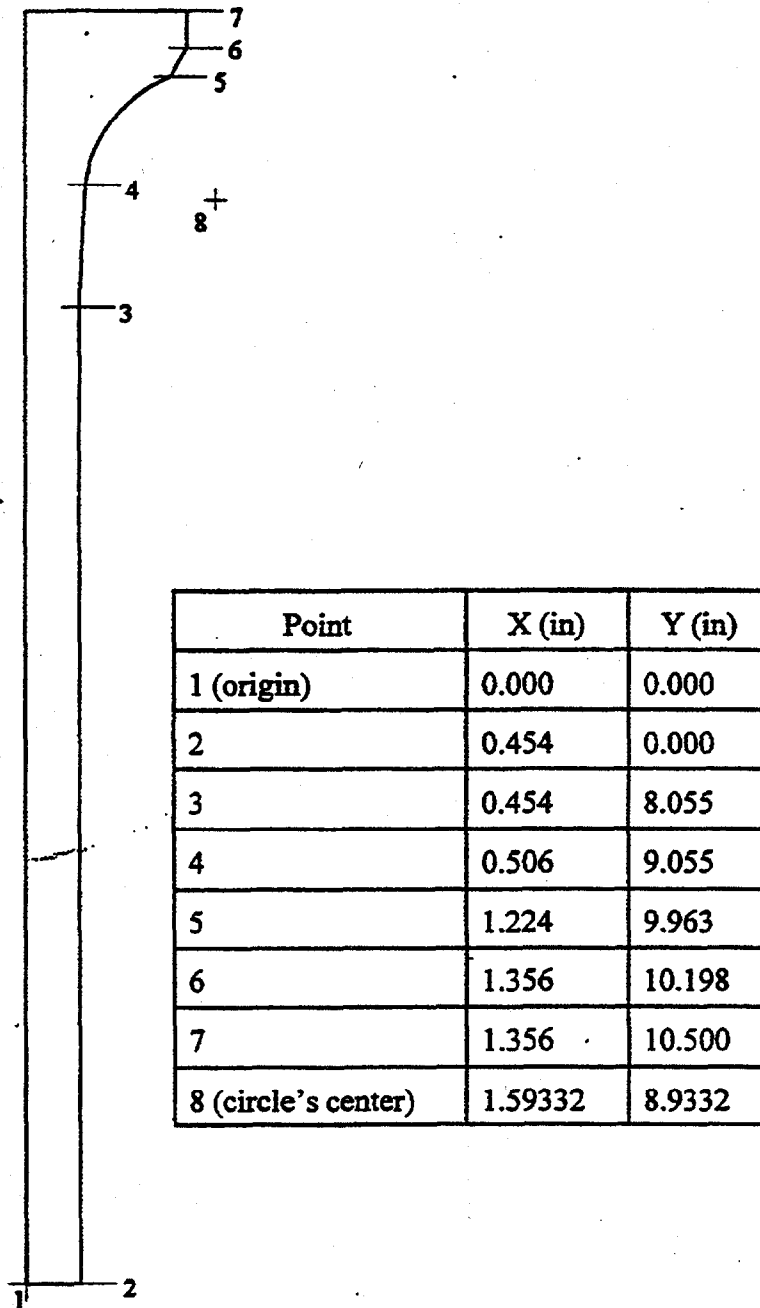 7
6
5
4
8
3
Point X (in) Y (in)
1 (origin) 0.000 0.000
2 0.454 0.000
3 0.454 8.055
4 0.506 9.055
5 1.224 9.963
6 1.356 10.198
7 1.356 10.500
8 (circle's center) 1.59332 8.9332
1 2